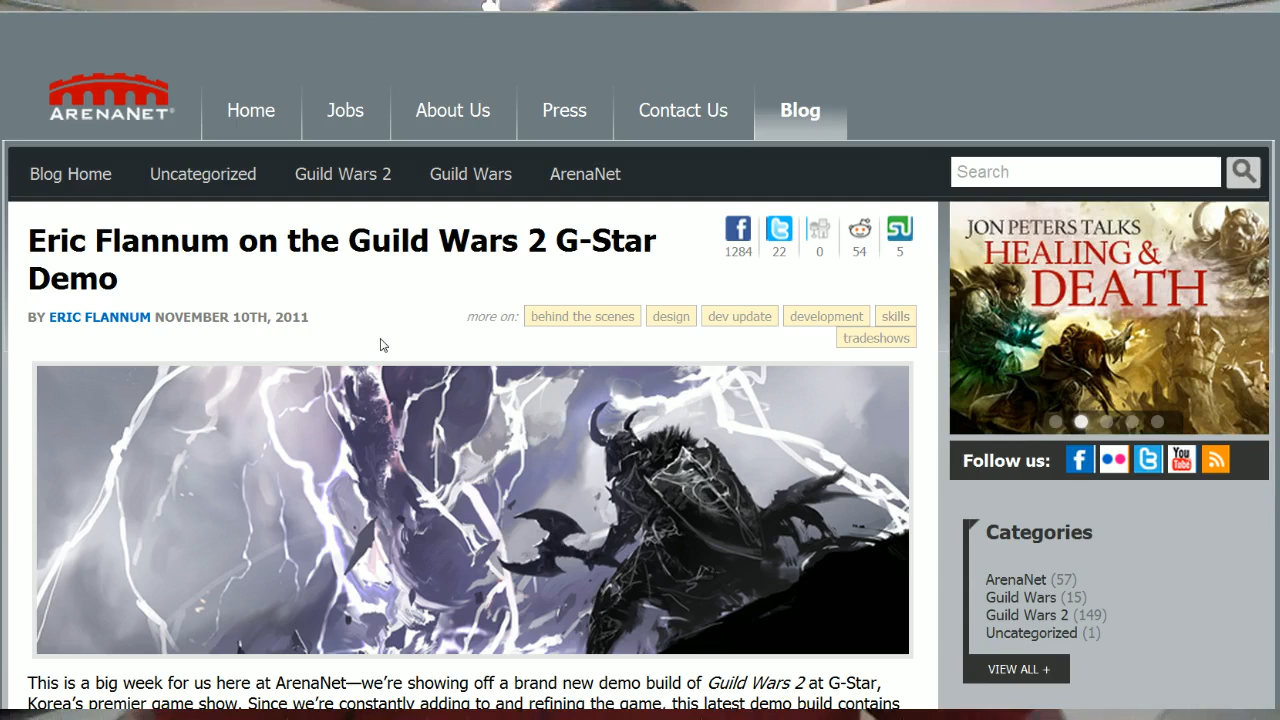 ARENANET
Home
Jobs
About Us
Press
Contact Us
Blog
Blog Home
Uncategorized
Guild Wars 2
Guild Wars
ArenaNet
Search
Eric Flannum on the Guild Wars 2 G-Star
Demo
1284
22
0
54
5
BY ERIC FLANNUM NOVEMBER 10TH, 2011
more on:
behind the scenes
design
dev update
development
skills
tradeshows
This is a big week for us here at ArenaNet—we're showing off a brand new demo build of Guild Wars 2 at G-Star,
Korea's premier game show. Since we're constantly adding to and refining the game, this latest demo build contains
JON PETERS TALKS
HEALING &
DEATH
Follow us:
You
Tube
Categories
ArenaNet (57)
Guild Wars (15)
Guild Wars 2 (149)
Uncategorized (1)
VIEW ALL +